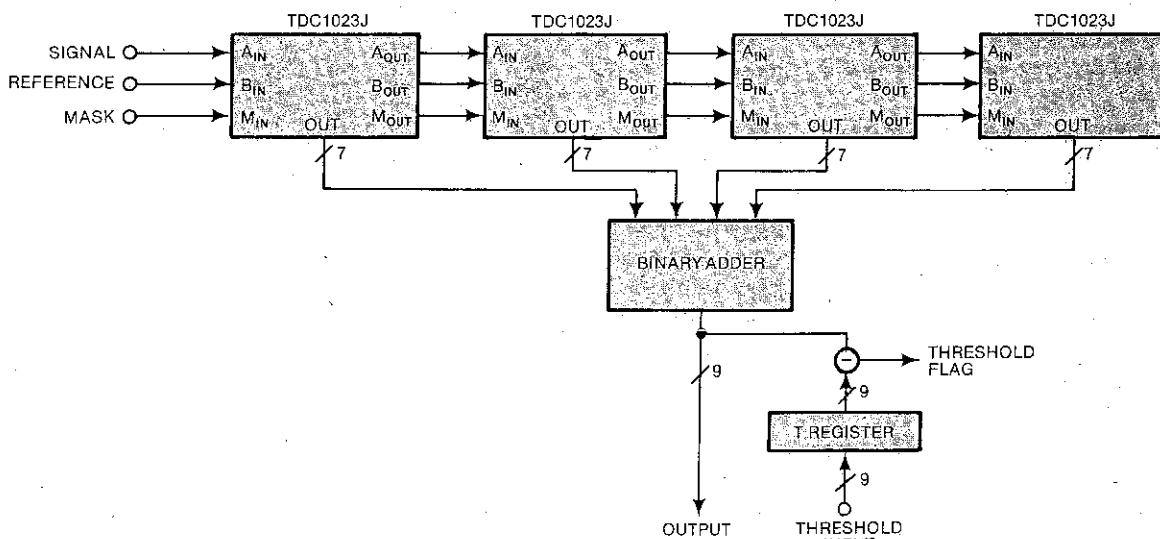 TDC1023J TDC1023J TDC1023J TDC1023J
SIGNAL A_IN A_OUT A_IN A_OUT A_IN A_OUT A_IN
REFERENCE B_IN B_OUT B_IN B_OUT B_IN B_OUT B_IN
MASK M_IN M_OUT M_IN M_OUT M_IN M_OUT M_IN
OUT OUT OUT OUT
7 7 7 7
BINARY ADDER
THRESHOLD
FLAG
9 9
T REGISTER
9
OUTPUT THRESHOLD